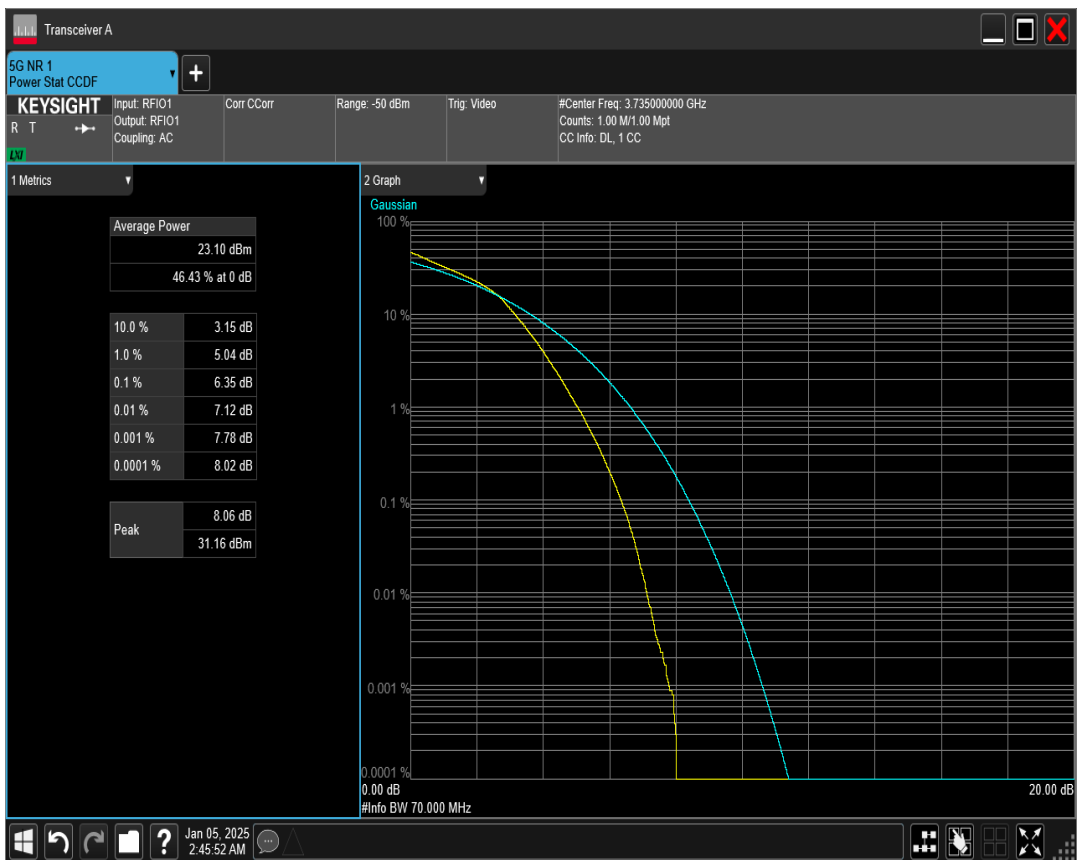 Transceiver A
5G NR 1
Power Stat CCDF
+
KEYSIGHT
R T
LXI
Input: RFIO1
Output: RFIO1
Coupling: AC
Corr CCorr
Range: -50 dBm
Trig: Video
#Center Freq: 3.735000000 GHz
Counts: 1.00 M/1.00 Mpt
CC Info: DL, 1 CC
1 Metrics
Average Power
23.10 dBm
46.43 % at 0 dB
10.0 % 3.15 dB
1.0 % 5.04 dB
0.1 % 6.35 dB
0.01 % 7.12 dB
0.001 % 7.78 dB
0.0001 % 8.02 dB
Peak
8.06 dB
31.16 dBm
2 Graph
Gaussian
100 %
10 %
1 %
0.1 %
0.01 %
0.001 %
0.0001 %
0.00 dB 20.00 dB
#Info BW 70.000 MHz
?
Jan 05, 2025
2:45:52 AM